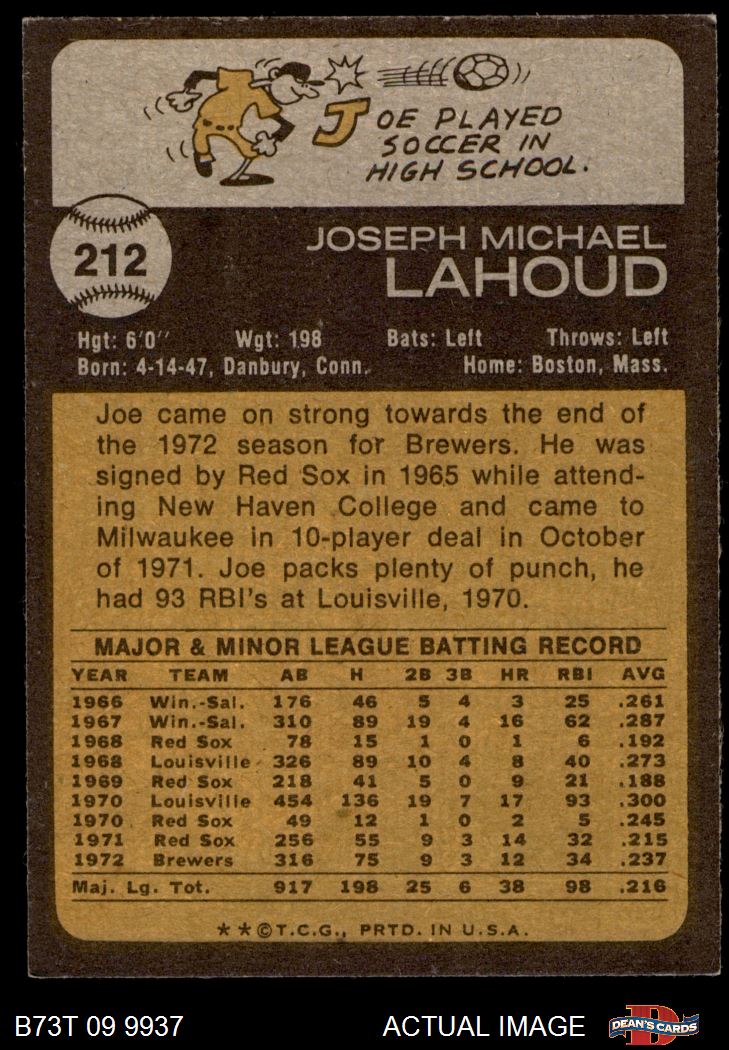 JOE PLAYED
SOCCER IN
HIGH SCHOOL.
212
JOSEPH MICHAEL
LAHOUD
Hgt: 6'0" Wgt: 198 Bats: Left Throws: Left
Born: 4-14-47, Danbury, Conn. Home: Boston, Mass.
Joe came on strong towards the end of
the 1972 season for Brewers. He was
signed by Red Sox in 1965 while attend-
ing New Haven College and came to
Milwaukee in 10-player deal in October
of 1971. Joe packs plenty of punch, he
had 93 RBI's at Louisville, 1970.
MAJOR & MINOR LEAGUE BATTING RECORD
YEAR TEAM AB H 2B 3B HR RBI AVG
1966 Win.-Sal. 176 46 5 4 3 25 .261
1967 Win.-Sal. 310 89 19 4 16 62 .287
1968 Red Sox 78 15 1 0 1 6 .192
1968 Louisville 326 89 10 4 8 40 .273
1969 Red Sox 218 41 5 0 9 21 .188
1970 Louisville 454 136 19 7 17 93 .300
1970 Red Sox 49 12 1 0 2 5 .245
1971 Red Sox 256 55 9 3 14 32 .215
1972 Brewers 316 75 9 3 12 34 .237
Maj. Lg. Tot. 917 198 25 6 38 98 .216
★★©T.C.G., PRTD. IN U.S.A.
B73T 09 9937 ACTUAL IMAGE D DEAN'S CARDS